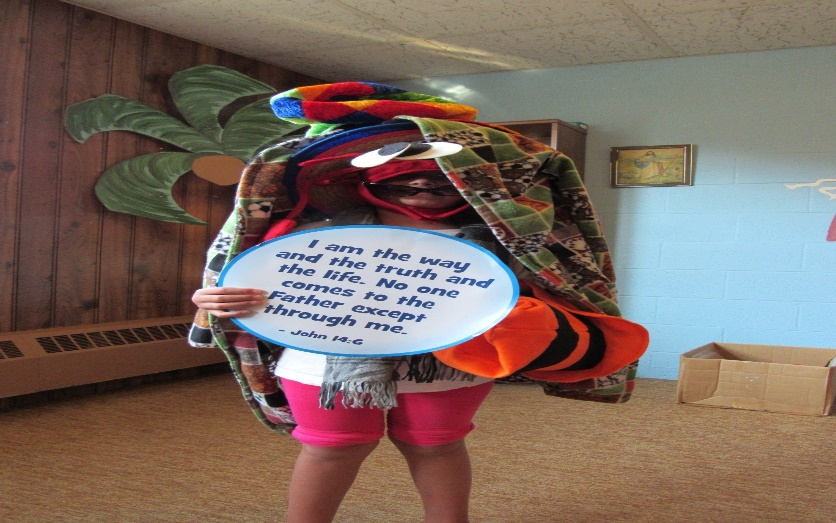 I am the way
and the truth and
the life. No one
comes to the
Father except
through me.
- John 14:6